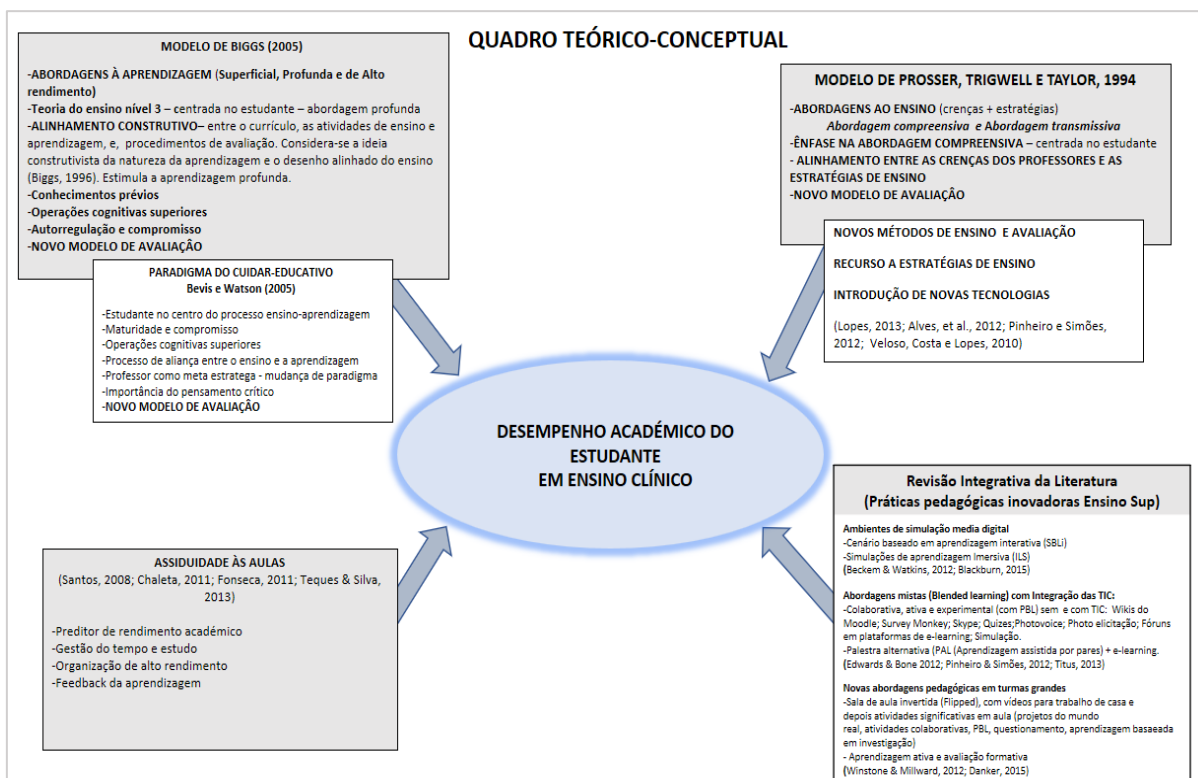 QUADRO TEÓRICO-CONCEPTUAL
MODELO DE BIGGS (2005)
-ABORDAGENS À APRENDIZAGEM (Superficial, Profunda e de Alto
rendimento)
-Teoria do ensino nível 3 – centrada no estudante – abordagem profunda
-ALINHAMENTO CONSTRUTIVO– entre o currículo, as atividades de ensino e
aprendizagem, e, procedimentos de avaliação. Considera-se a ideia
construtivista da natureza da aprendizagem e o desenho alinhado do ensino
(Biggs, 1996). Estimula a aprendizagem profunda.
-Conhecimentos prévios
-Operações cognitivas superiores
-Autorregulação e compromisso
-NOVO MODELO DE AVALIAÇÂO
PARADIGMA DO CUIDAR-EDUCATIVO
Bevis e Watson (2005)
-Estudante no centro do processo ensino-aprendizagem
-Maturidade e compromisso
-Operações cognitivas superiores
-Processo de aliança entre o ensino e a aprendizagem
-Professor como meta estratega - mudança de paradigma
-Importância do pensamento crítico
-NOVO MODELO DE AVALIAÇÂO
MODELO DE PROSSER, TRIGWELL E TAYLOR, 1994
-ABORDAGENS AO ENSINO (crenças + estratégias)
Abordagem compreensiva e Abordagem transmissiva
-ÊNFASE NA ABORDAGEM COMPREENSIVA – centrada no estudante
- ALINHAMENTO ENTRE AS CRENÇAS DOS PROFESSORES E AS
ESTRATÉGIAS DE ENSINO
-NOVO MODELO DE AVALIAÇÂO
NOVOS MÉTODOS DE ENSINO E AVALIAÇÃO
RECURSO A ESTRATÉGIAS DE ENSINO
INTRODUÇÃO DE NOVAS TECNOLOGIAS
(Lopes, 2013; Alves, et al., 2012; Pinheiro e Simões,
2012; Veloso, Costa e Lopes, 2010)
DESEMPENHO ACADÉMICO DO
ESTUDANTE
EM ENSINO CLÍNICO
ASSIDUIDADE ÀS AULAS
(Santos, 2008; Chaleta, 2011; Fonseca, 2011; Teques & Silva,
2013)
-Preditor de rendimento académico
-Gestão do tempo e estudo
-Organização de alto rendimento
-Feedback da aprendizagem
Revisão Integrativa da Literatura
(Práticas pedagógicas inovadoras Ensino Sup)
Ambientes de simulação media digital
-Cenário baseado em aprendizagem interativa (SBLi)
-Simulações de aprendizagem Imersiva (ILS)
(Beckem & Watkins, 2012; Blackburn, 2015)
Abordagens mistas (Blended learning) com Integração das TIC:
-Colaborativa, ativa e experimental (com PBL) sem e com TIC: Wikis do
Moodle; Survey Monkey; Skype; Quizes;Photovoice; Photo elicitação; Fóruns
em plataformas de e-learning; Simulação.
-Palestra alternativa (PAL (Aprendizagem assistida por pares) + e-learning.
(Edwards & Bone 2012; Pinheiro & Simões, 2012; Titus, 2013)
Novas abordagens pedagógicas em turmas grandes
-Sala de aula invertida (Flipped), com vídeos para trabalho de casa e
depois atividades significativas em aula (projetos do mundo
real, atividades colaborativas, PBL, questionamento, aprendizagem basaeada
em investigação)
- Aprendizagem ativa e avaliação formativa
(Winstone & Millward, 2012; Danker, 2015)